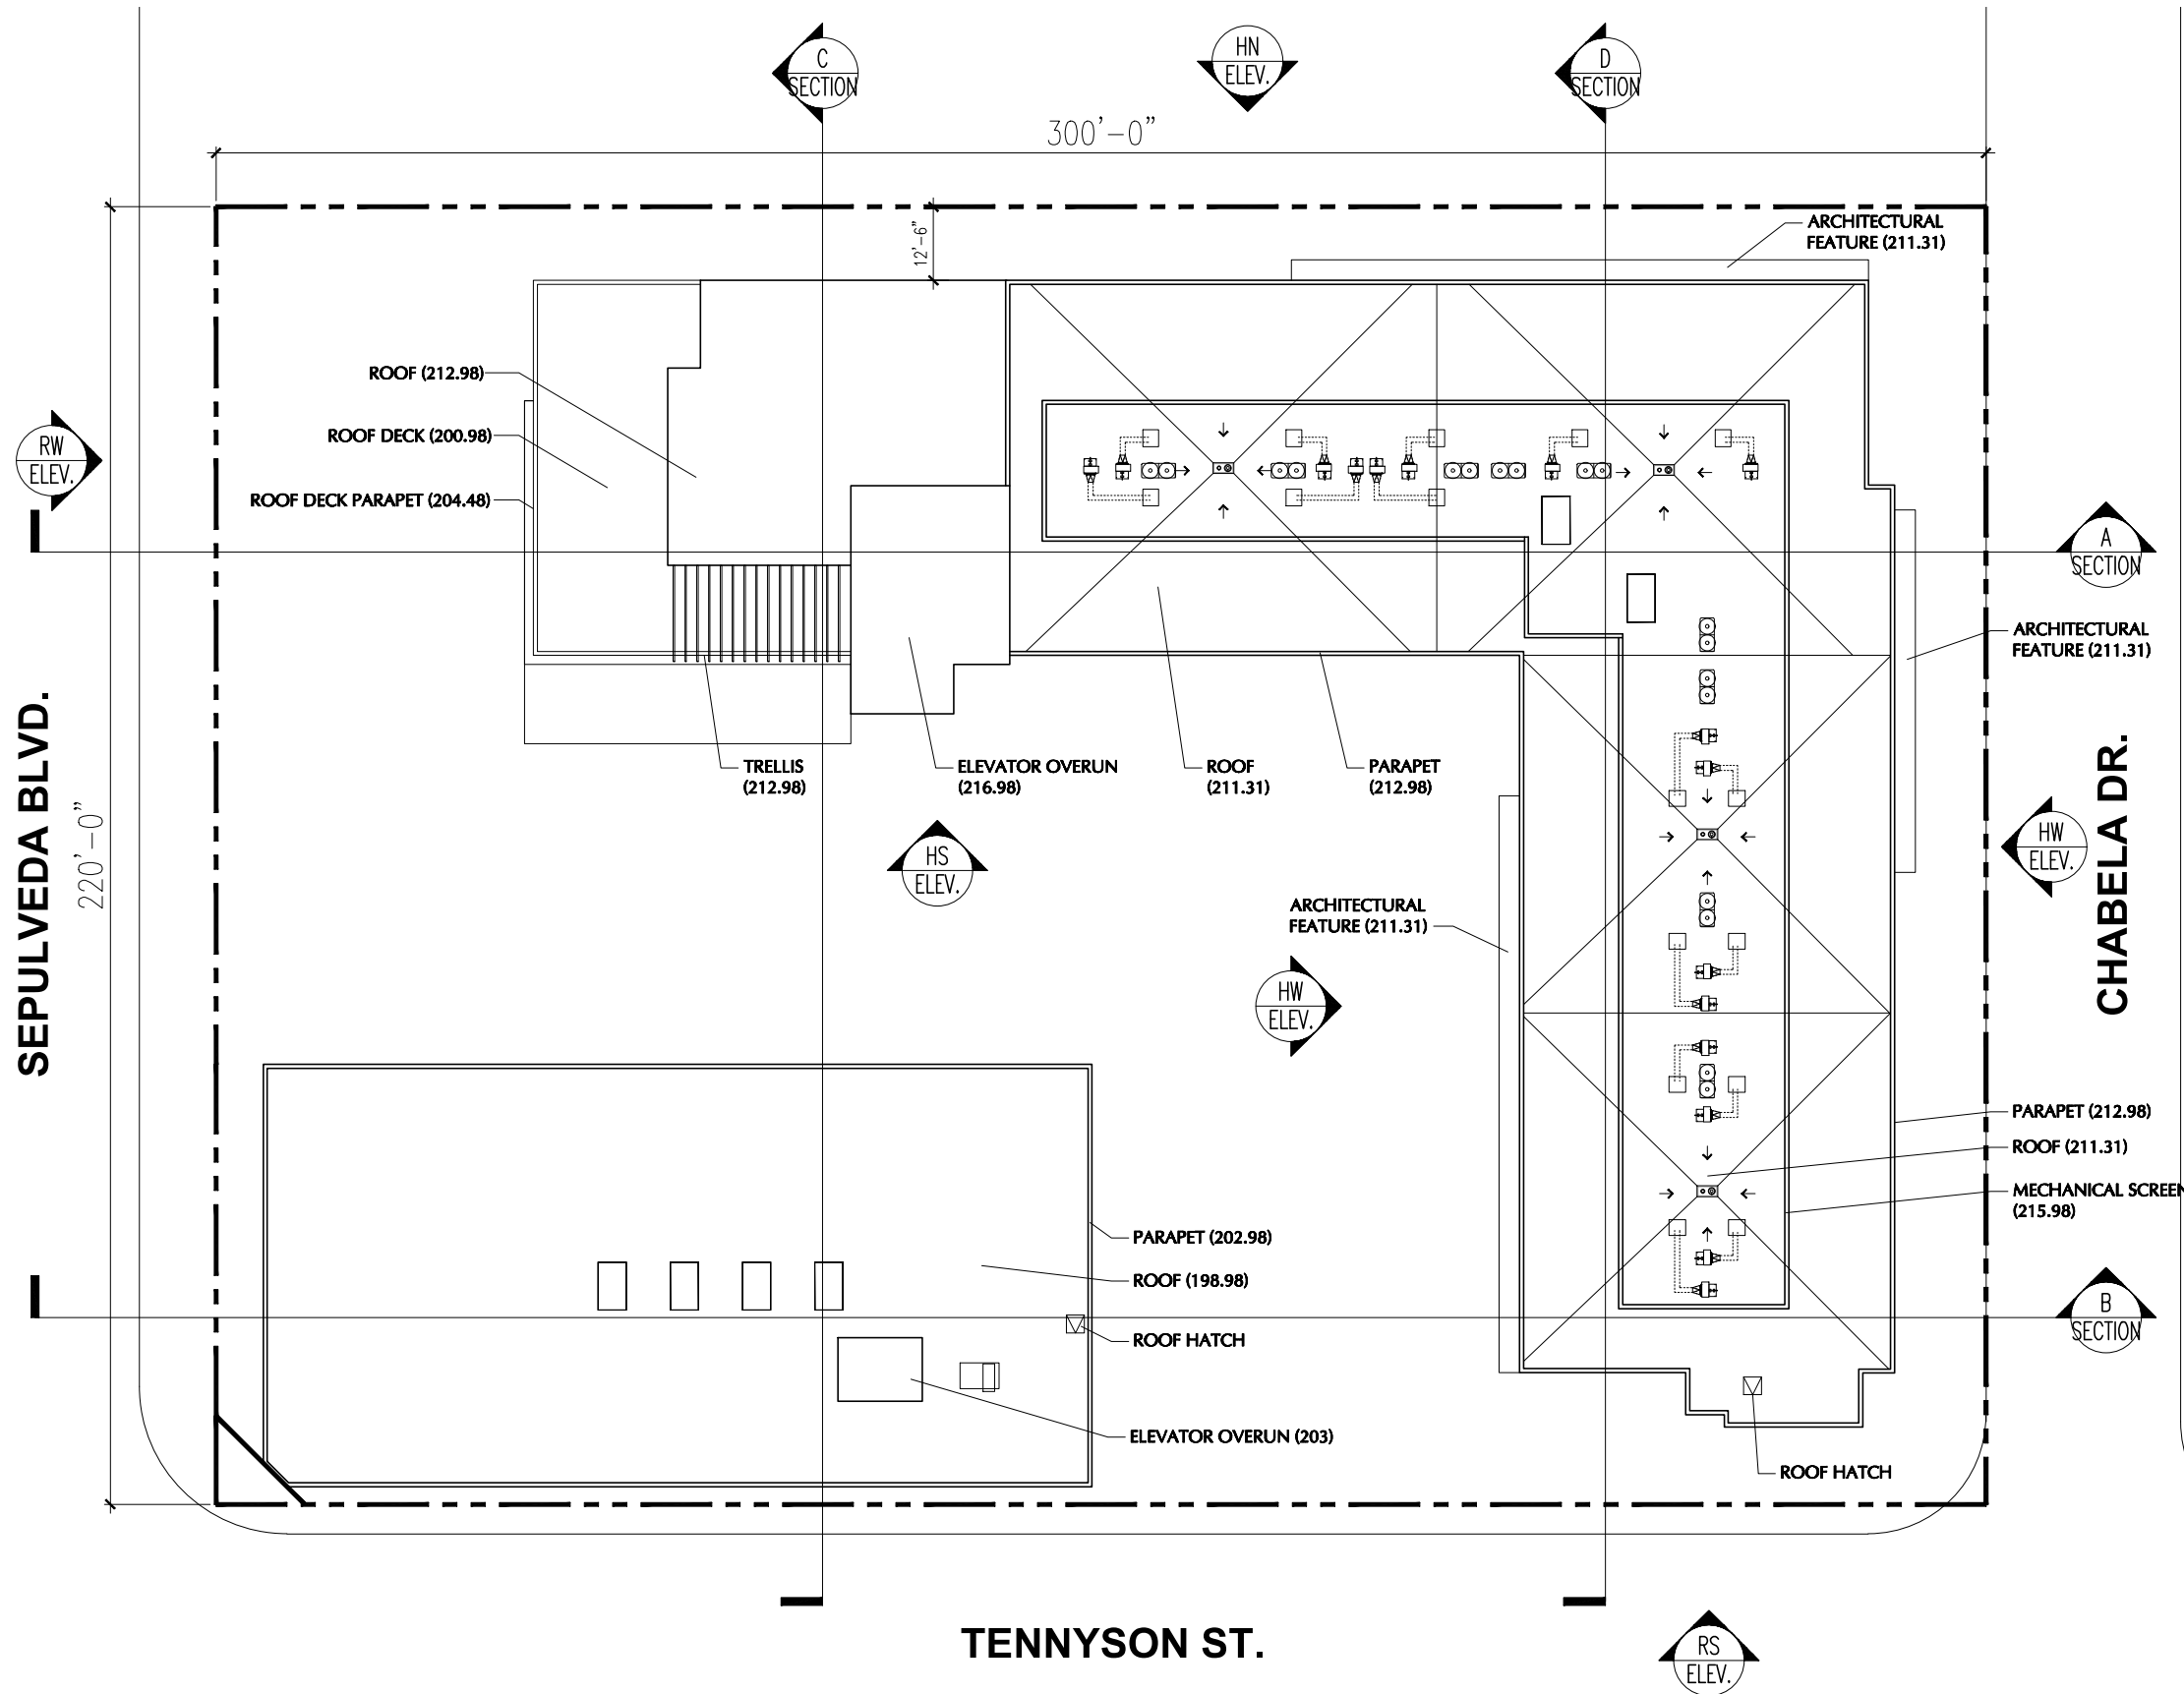 C
SECTION
HN
ELEV.
D
SECTION
300'-0"
12'-6"
ARCHITECTURAL
FEATURE (211.31)
ROOF (212.98)
ROOF DECK (200.98)
ROOF DECK PARAPET (204.48)
RW
ELEV.
A
SECTION
ARCHITECTURAL
FEATURE (211.31)
SEPULVEDA BLVD.
220'-0"
TRELLIS
(212.98)
ELEVATOR OVERUN
(216.98)
ROOF
(211.31)
PARAPET
(212.98)
HS
ELEV.
HW
ELEV.
CHABELA DR.
ARCHITECTURAL
FEATURE (211.31)
HW
ELEV.
PARAPET (212.98)
ROOF (211.31)
MECHANICAL SCREEN
(215.98)
PARAPET (202.98)
ROOF (198.98)
ROOF HATCH
B
SECTION
ELEVATOR OVERUN (203)
ROOF HATCH
TENNYSON ST.
RS
ELEV.